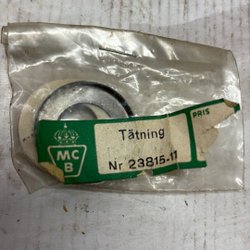 Tätning
PRIS
MC
B
Nr 23815-11